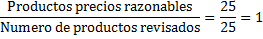 Productos precios razonables / Numero de productos revisados = 25 / 25 = 1